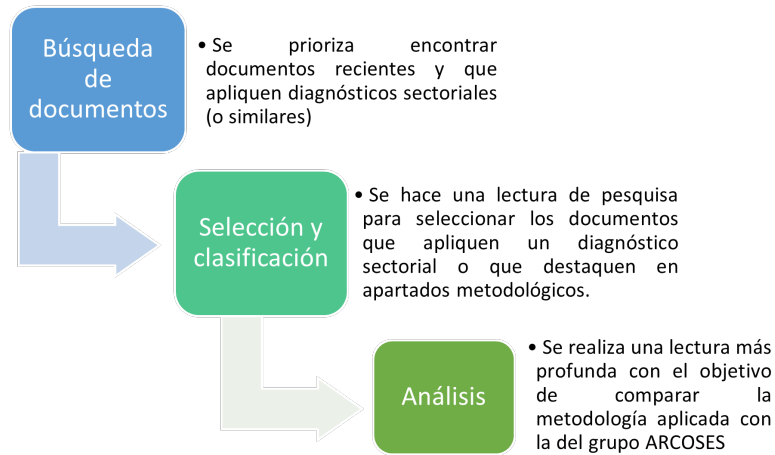 Búsqueda
de
documentos
• Se prioriza encontrar
documentos recientes y que
apliquen diagnósticos sectoriales
(o similares)
Selección y
clasificación
• Se hace una lectura de pesquisa
para seleccionar los documentos
que apliquen un diagnóstico
sectorial o que destaquen en
apartados metodológicos.
Análisis
• Se realiza una lectura más
profunda con el objetivo
de comparar la
metodología aplicada con
la del grupo ARCOSES